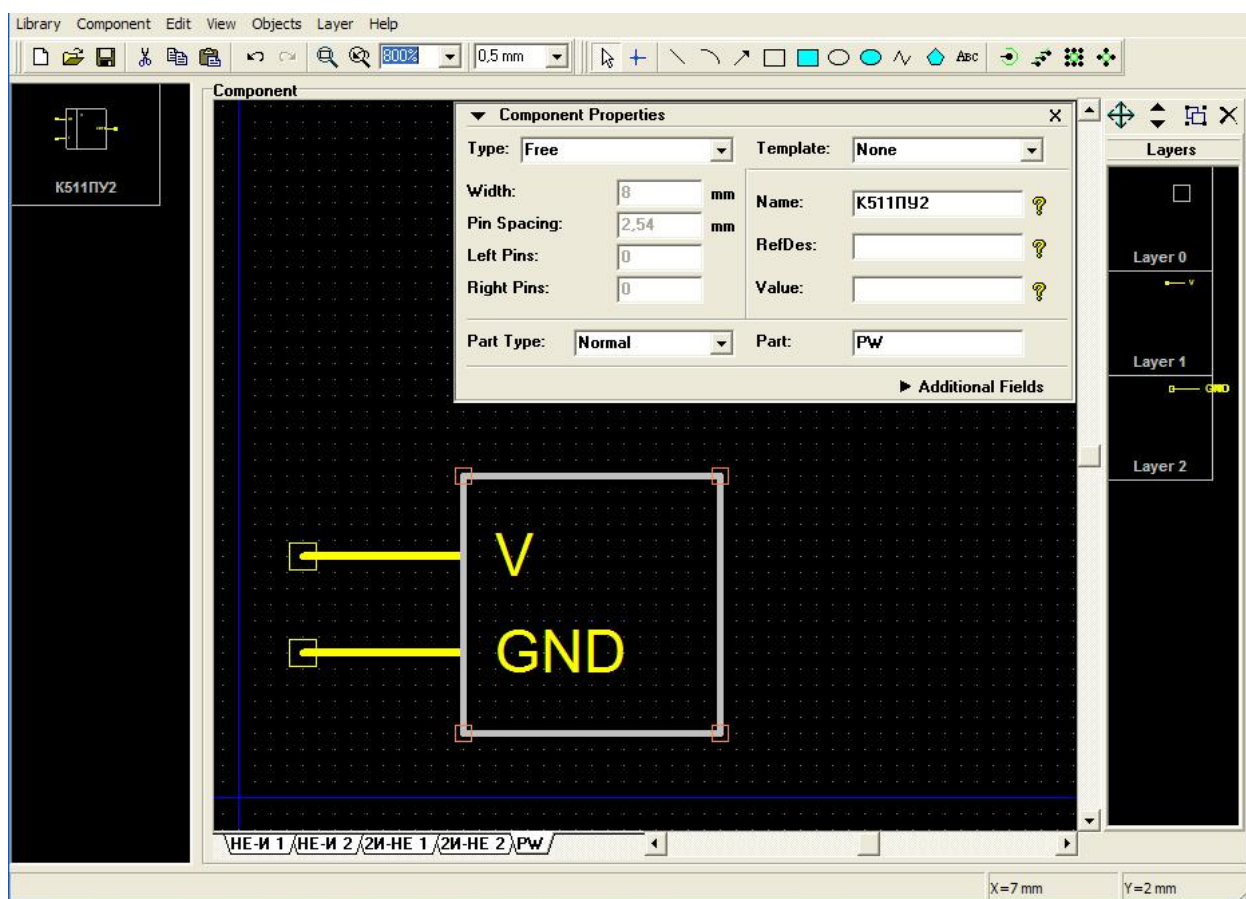 Library Component Edit View Objects Layer Help
800% 0,5 mm ABC
Component
К511ПУ2
Component Properties X
Type: Free Template: None
Width: 8 mm
Pin Spacing: 2,54 mm
Left Pins: 0
Right Pins: 0
Name: К511ПУ2
RefDes:
Value:
Part Type: Normal Part: PW
Additional Fields
Layers
Layer 0
V
Layer 1
GND
Layer 2
V
GND
НЕ-И 1 НЕ-И 2 2И-НЕ 1 2И-НЕ 2 PW
X=7 mm Y=2 mm